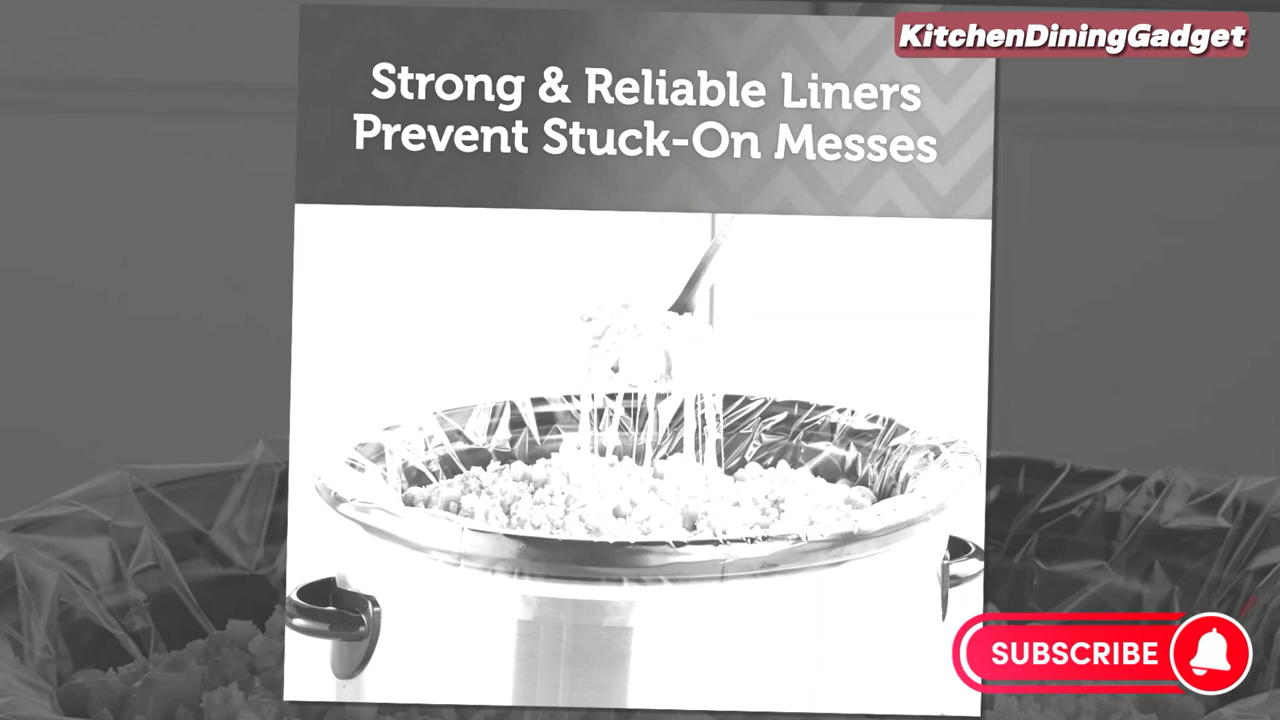 KitchenDiningGadget
Strong & Reliable Liners
Prevent Stuck-On Messes
SUBSCRIBE